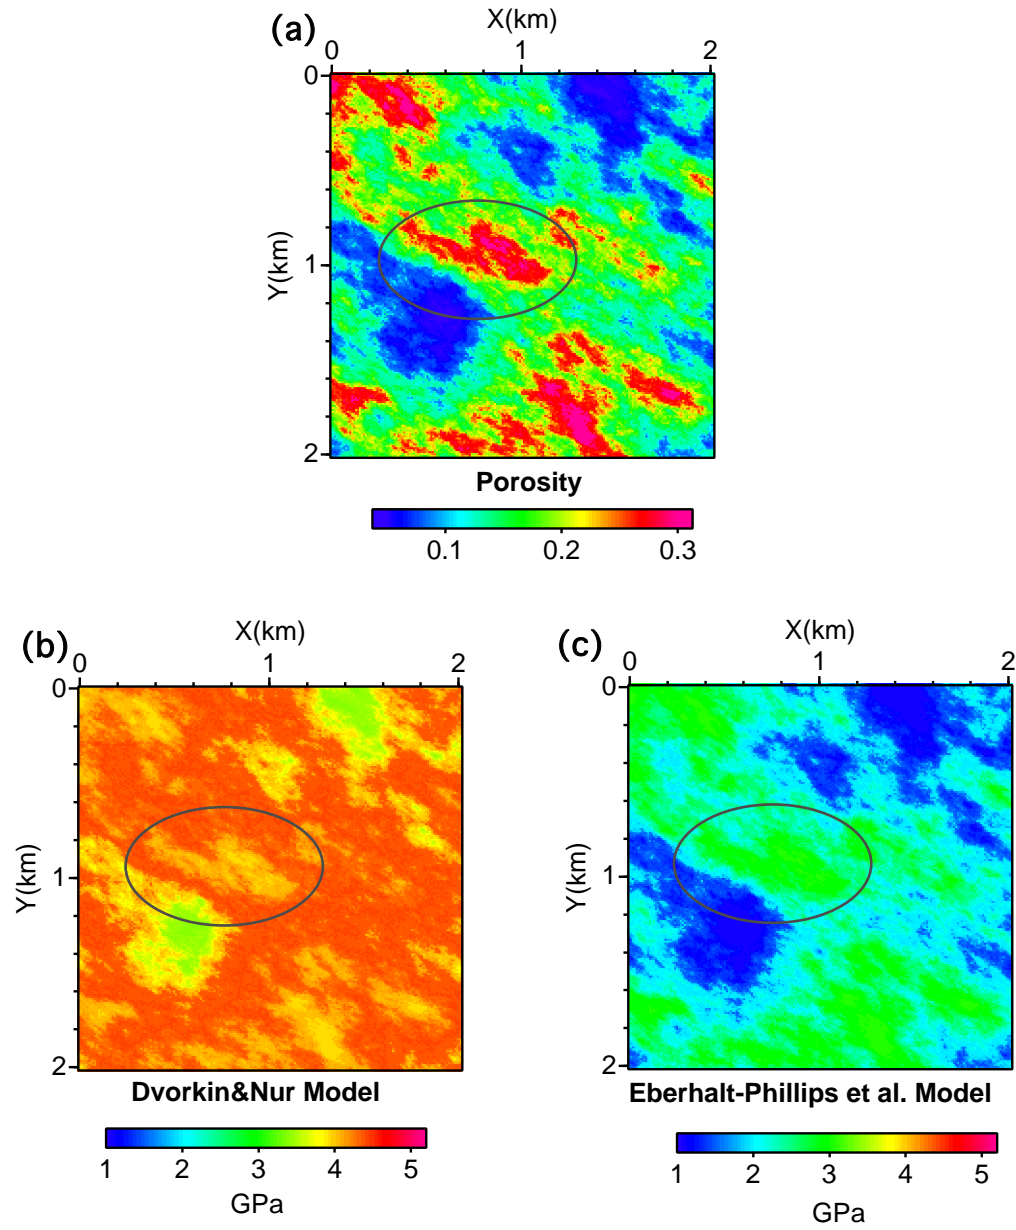 (a)
X(km)
0 1 2
0
Y(km)
1
2
Porosity
0.1 0.2 0.3
(b)
X(km)
0 1 2
0
Y(km)
1
2
Dvorkin&Nur Model
1 2 3 4 5
GPa
(c)
X(km)
0 1 2
0
Y(km)
1
2
Eberhalt-Phillips et al. Model
1 2 3 4 5
GPa